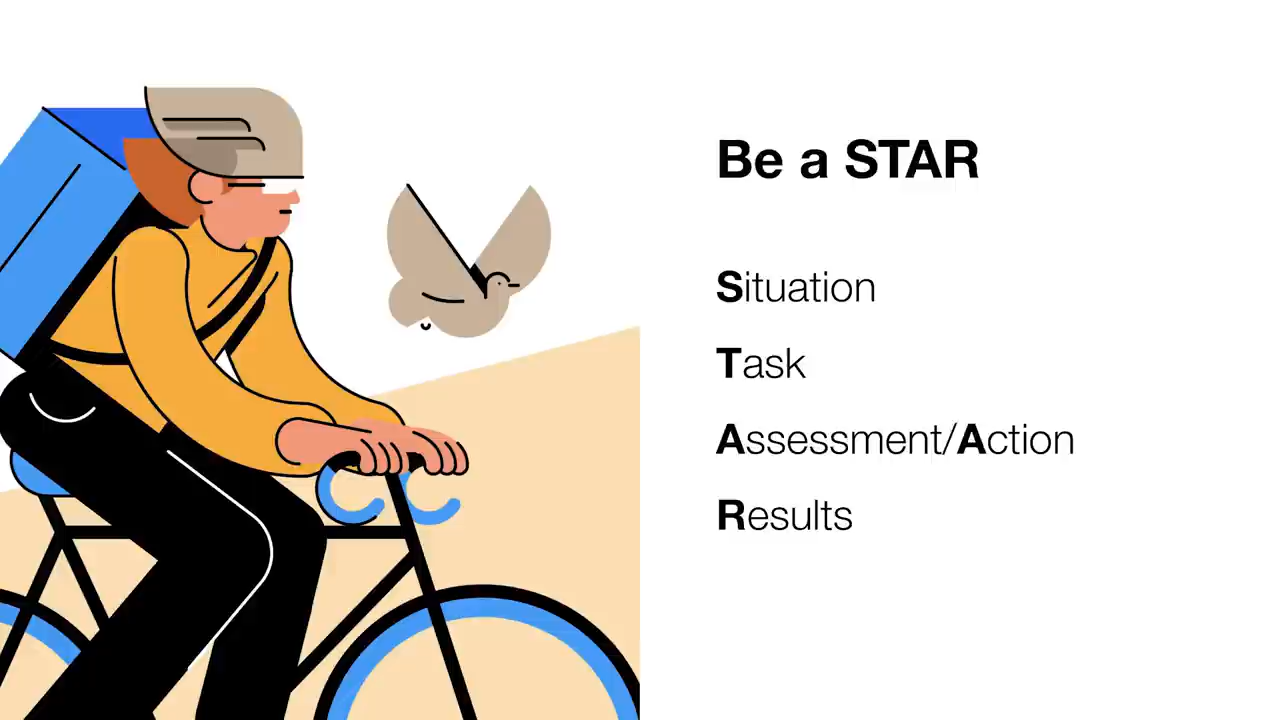 Be a STAR
Situation
Task
Assessment/Action
Results